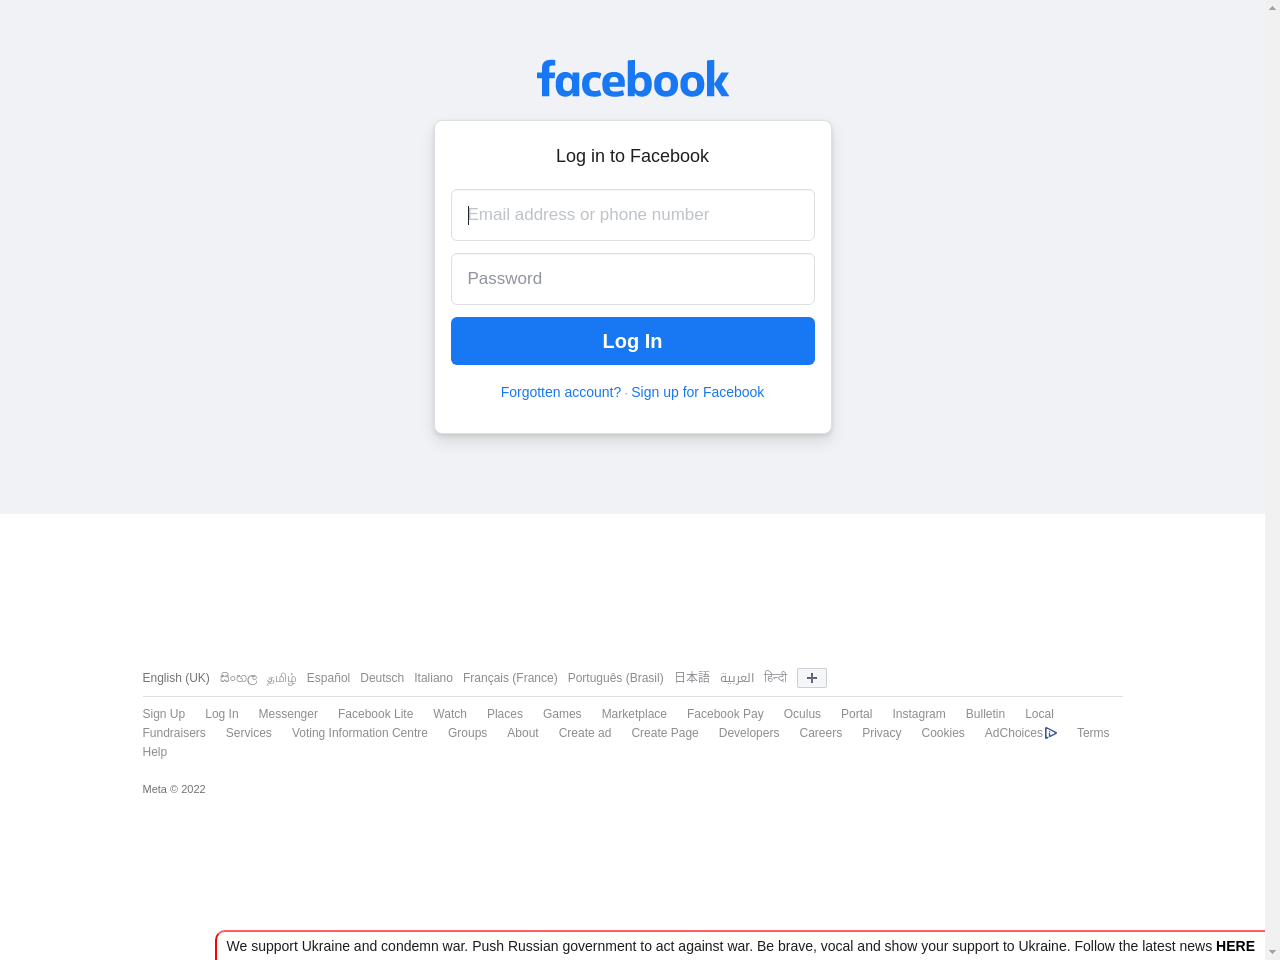 facebook
Log in to Facebook
Email address or phone number
Password
Log In
Forgotten account? · Sign up for Facebook
English (UK) සිංහල தமிழ் Español Deutsch Italiano Français (France) Português (Brasil) 日本語 العربية हिन्दी
Sign Up Log In Messenger Facebook Lite Watch Places Games Marketplace Facebook Pay Oculus Portal Instagram Bulletin Local
Fundraisers Services Voting Information Centre Groups About Create ad Create Page Developers Careers Privacy Cookies AdChoices Terms
Help
Meta © 2022
We support Ukraine and condemn war. Push Russian government to act against war. Be brave, vocal and show your support to Ukraine. Follow the latest news HERE